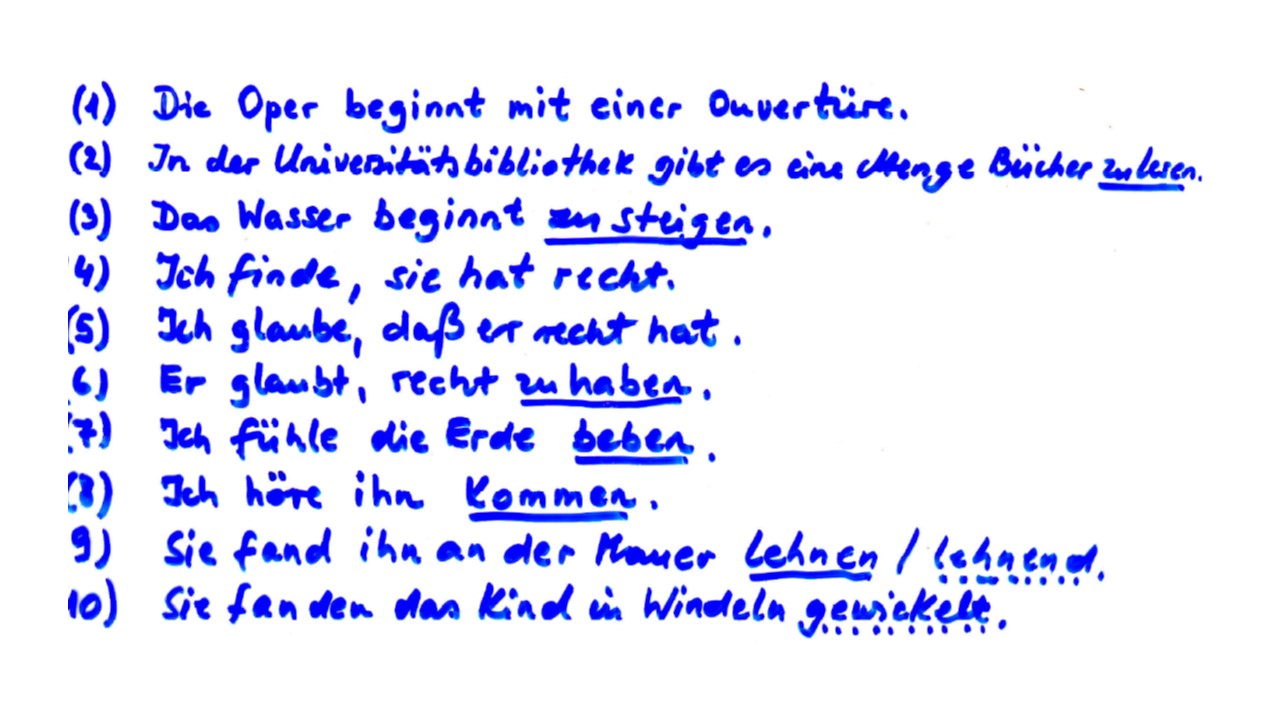 (1) Die Oper beginnt mit einer Ouvertüre.
(2) In der Universitätsbibliothek gibt es eine Menge Bücher zu lesen.
(3) Das Wasser beginnt zu steigen.
4) Ich finde, sie hat recht.
(5) Ich glaube, daß er recht hat.
6) Er glaubt, recht zu haben.
(7) Ich fühle die Erde beben.
(8) Ich höre ihn kommen.
9) Sie fand ihn an der Mauer lehnen / lehnend.
10) Sie fanden das Kind in Windeln gewickelt.